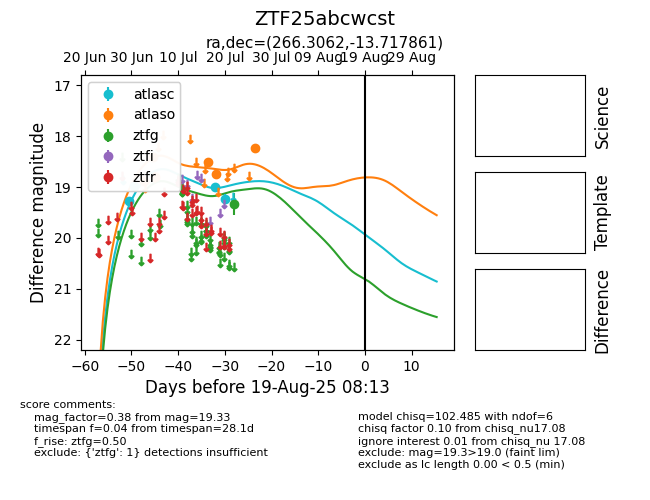 ZTF25abcwcst
ra,dec=(266.3062,-13.717861)
20 Jun 30 Jun 10 Jul 20 Jul 30 Jul 09 Aug 19 Aug 29 Aug
17
18
19
20
21
22
Difference magnitude
atlasc
atlaso
ztfg
ztfi
ztfr
−60 −50 −40 −30 −20 −10 0 10
Days before 19-Aug-25 08:13
Science
Template
Difference
score comments:
mag_factor=0.38 from mag=19.33
timespan f=0.04 from timespan=28.1d
f_rise: ztfg=0.50
exclude: {'ztfg': 1} detections insufficient
model chisq=102.485 with ndof=6
chisq factor 0.10 from chisq_nu17.08
ignore interest 0.01 from chisq_nu 17.08
exclude: mag=19.3>19.0 (faint lim)
exclude as lc length 0.00 < 0.5 (min)